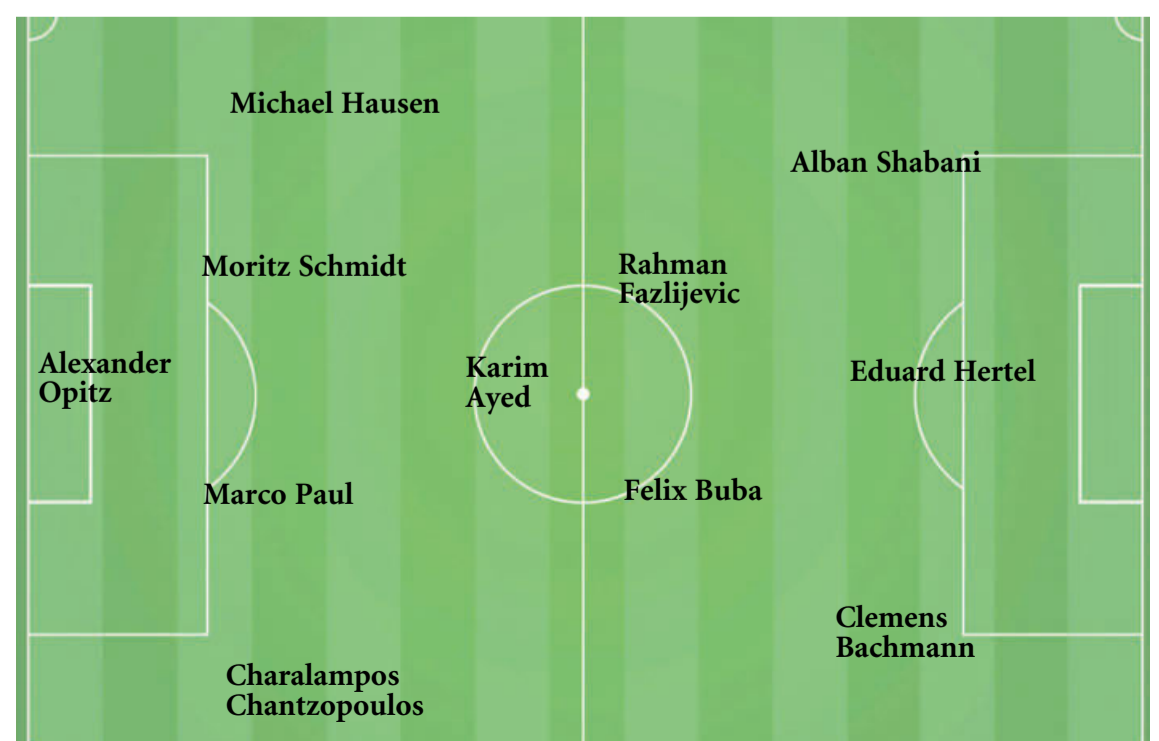 Michael Hausen
Alban Shabani
Moritz Schmidt
Rahman
Fazlijevic
Alexander
Opitz
Karim
Ayed
Eduard Hertel
Marco Paul
Felix Buba
Clemens
Bachmann
Charalampos
Chantzopoulos